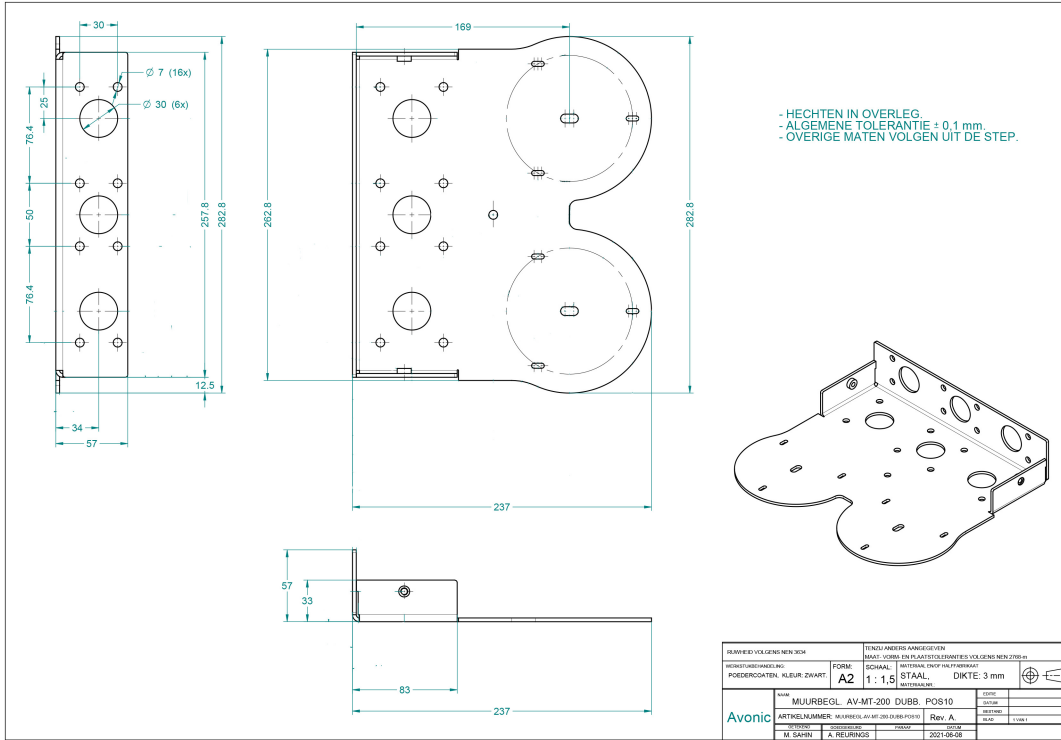 30
Ø 7 (16x)
Ø 30 (6x)
25
76.4
50
76.4
257.8
282.8
12.5
34
57
169
262.8
282.8
237
- HECHTEN IN OVERLEG.
- ALGEMENE TOLERANTIE ± 0,1 mm.
- OVERIGE MATEN VOLGEN UIT DE STEP.
57
33
83
237
RUWHEID VOLGENS NEN 3634
TENZIJ ANDERS AANGEGEVEN
MAAT- VORM- EN PLAATSTOLERANTIES VOLGENS NEN 2768-m
WERKSTUKBEHANDELING:
POEDERCOATEN, KLEUR: ZWART.
FORM:
A2
SCHAAL:
1 : 1,5
MATERIAAL EN/OF HALFFABRIKAAT
STAAL, DIKTE: 3 mm
MATERIAALNR.:
Avonic
NAAM:
MUURBEGL. AV-MT-200 DUBB. POS10
ARTIKELNUMMER: MUURBEGL-AV-MT-200-DUBB-POS10
Rev. A.
EDITIE
DATUM
BESTAND
BLAD 1 VAN 1
GETEKEND GOEDGEKEURD PARAAF DATUM
M. SAHIN A. REURINGS 2021-06-08